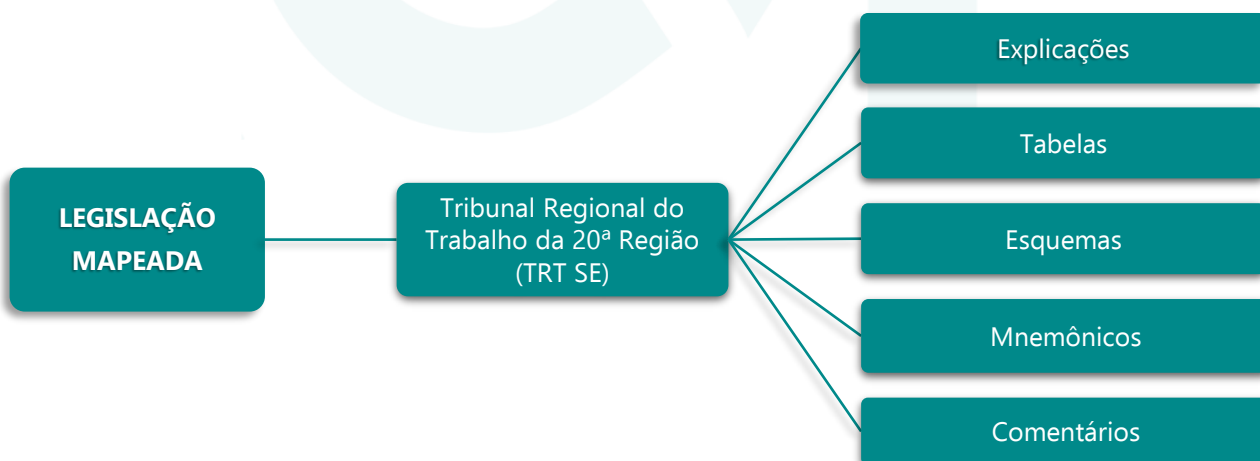 LEGISLAÇÃO
MAPEADA
Tribunal Regional do
Trabalho da 20ª Região
(TRT SE)
Explicações
Tabelas
Esquemas
Mnemônicos
Comentários